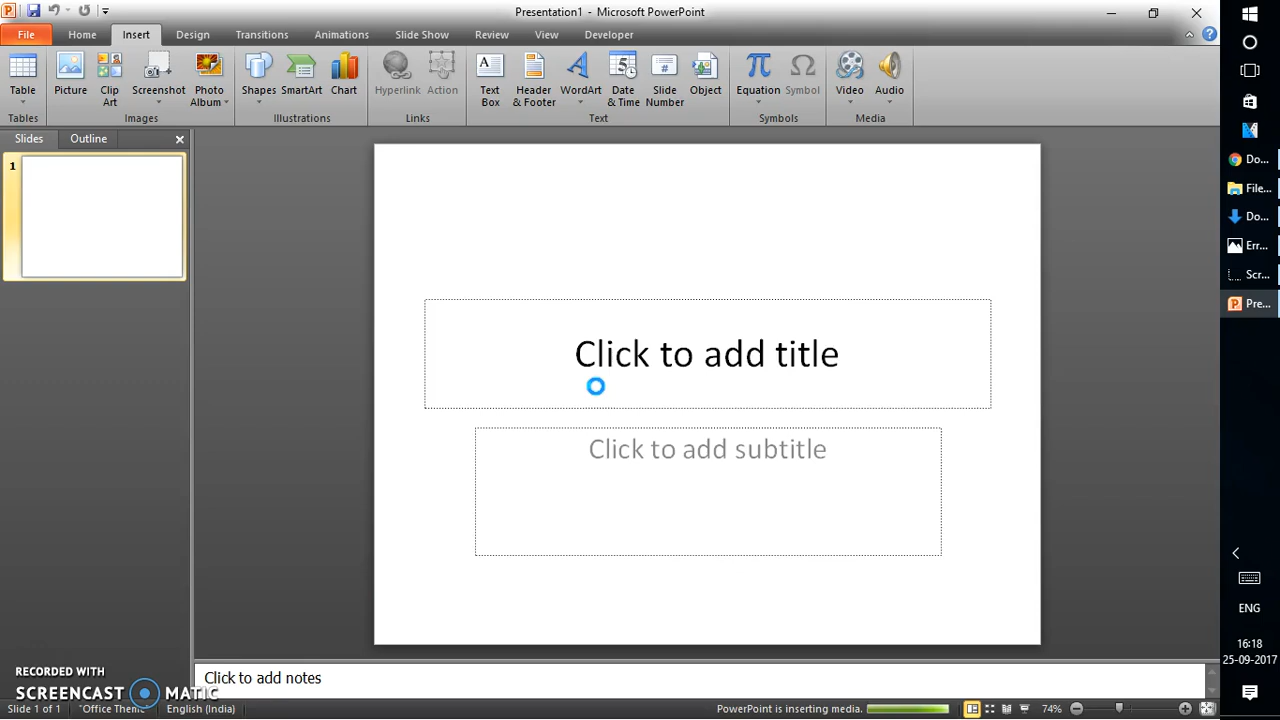 Presentation1 - Microsoft PowerPoint
File Home Insert Design Transitions Animations Slide Show Review View Developer
Table Picture Clip Art Screenshot Photo Album Shapes SmartArt Chart Hyperlink Action Text Box Header & Footer WordArt Date & Time Slide Number Object Equation Symbol Video Audio
Tables Images Illustrations Links Text Symbols Media
Slides Outline
1
Click to add title
Click to add subtitle
Click to add notes
RECORDED WITH
SCREENCAST MATIC
Slide 1 of 1 "Office Theme" English (India) PowerPoint is inserting media. 74%
Do...
File...
Do...
Err...
Scr...
Pre...
ENG
16:18
25-09-2017